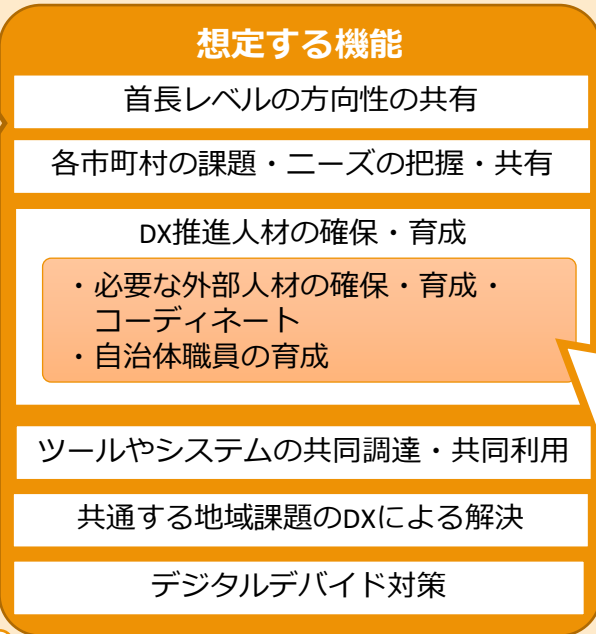 想定する機能
首長レベルの方向性の共有
各市町村の課題・ニーズの把握・共有
DX推進人材の確保・育成
・必要な外部人材の確保・育成・
コーディネート
・自治体職員の育成
ツールやシステムの共同調達・共同利用
共通する地域課題のDXによる解決
デジタルデバイド対策